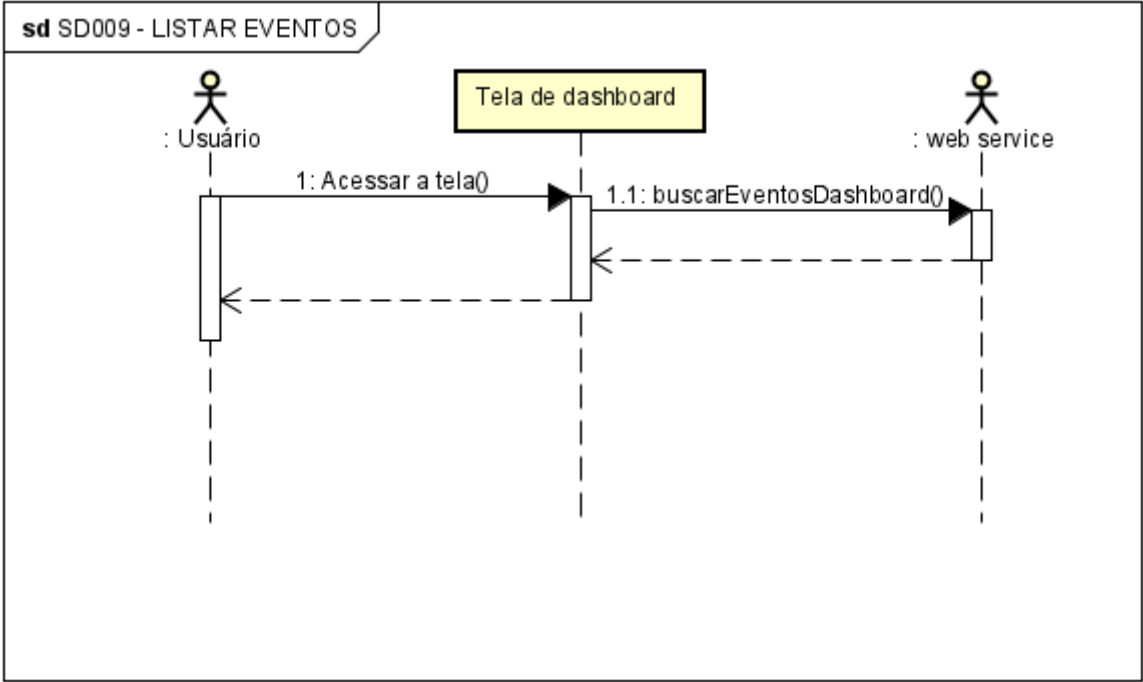 sd SD009 - LISTAR EVENTOS
Tela de dashboard
: Usuário
: web service
1: Acessar a tela()
1.1: buscarEventosDashboard()